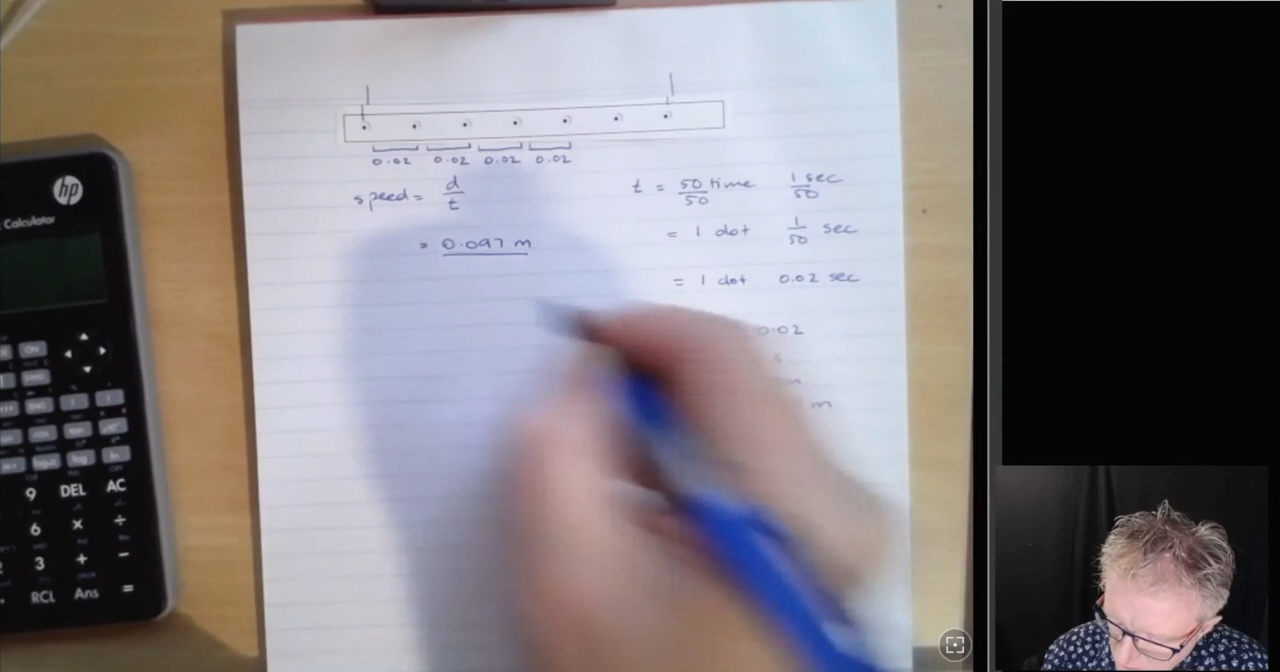 hp
Calculator
ON
9 DEL AC
6 × ÷
3 + −
. RCL Ans =
0.02 0.02 0.02 0.02
speed = d/t
= 0.097 m
t = 50/50 time 1/50 sec
= 1 dot 1/50 sec
= 1 dot 0.02 sec
0.02
m